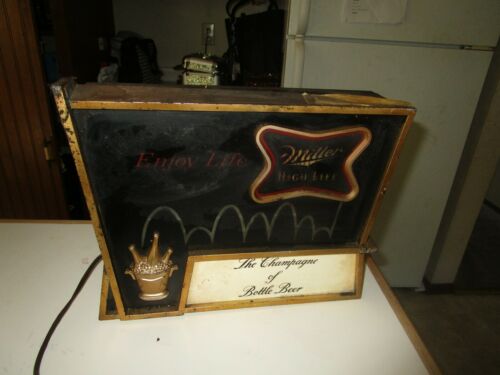 Enjoy Life
Miller
HIGH LIFE
The Champagne
of
Bottle Beer